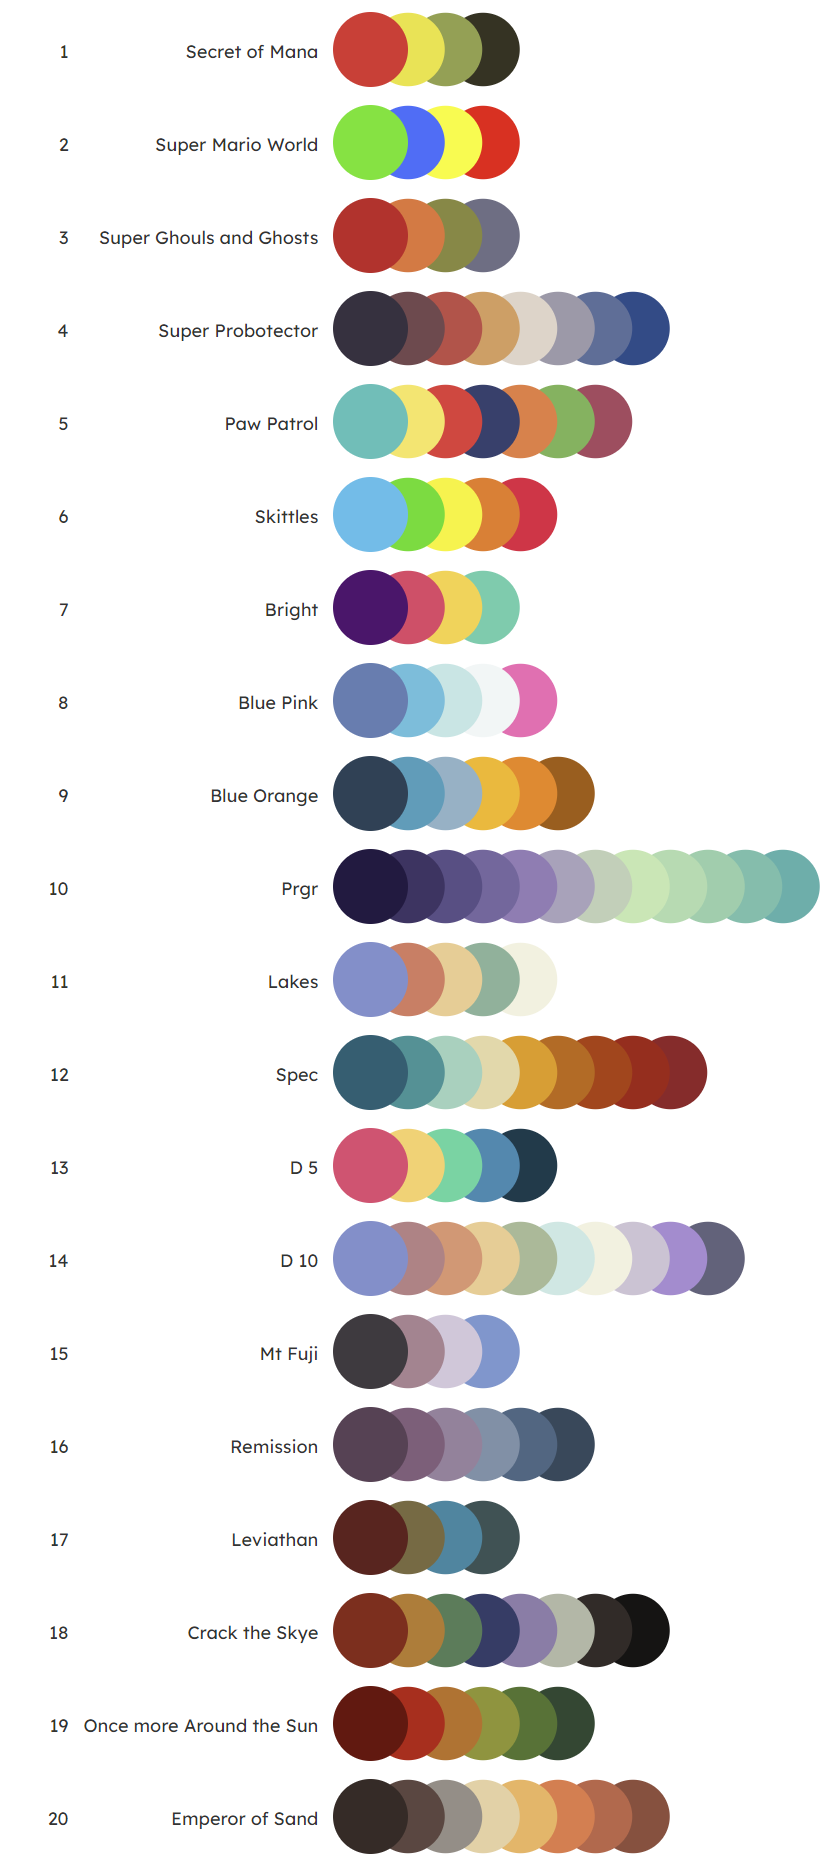 1 Secret of Mana
2 Super Mario World
3 Super Ghouls and Ghosts
4 Super Probotector
5 Paw Patrol
6 Skittles
7 Bright
8 Blue Pink
9 Blue Orange
10 Prgr
11 Lakes
12 Spec
13 D 5
14 D 10
15 Mt Fuji
16 Remission
17 Leviathan
18 Crack the Skye
19 Once more Around the Sun
20 Emperor of Sand